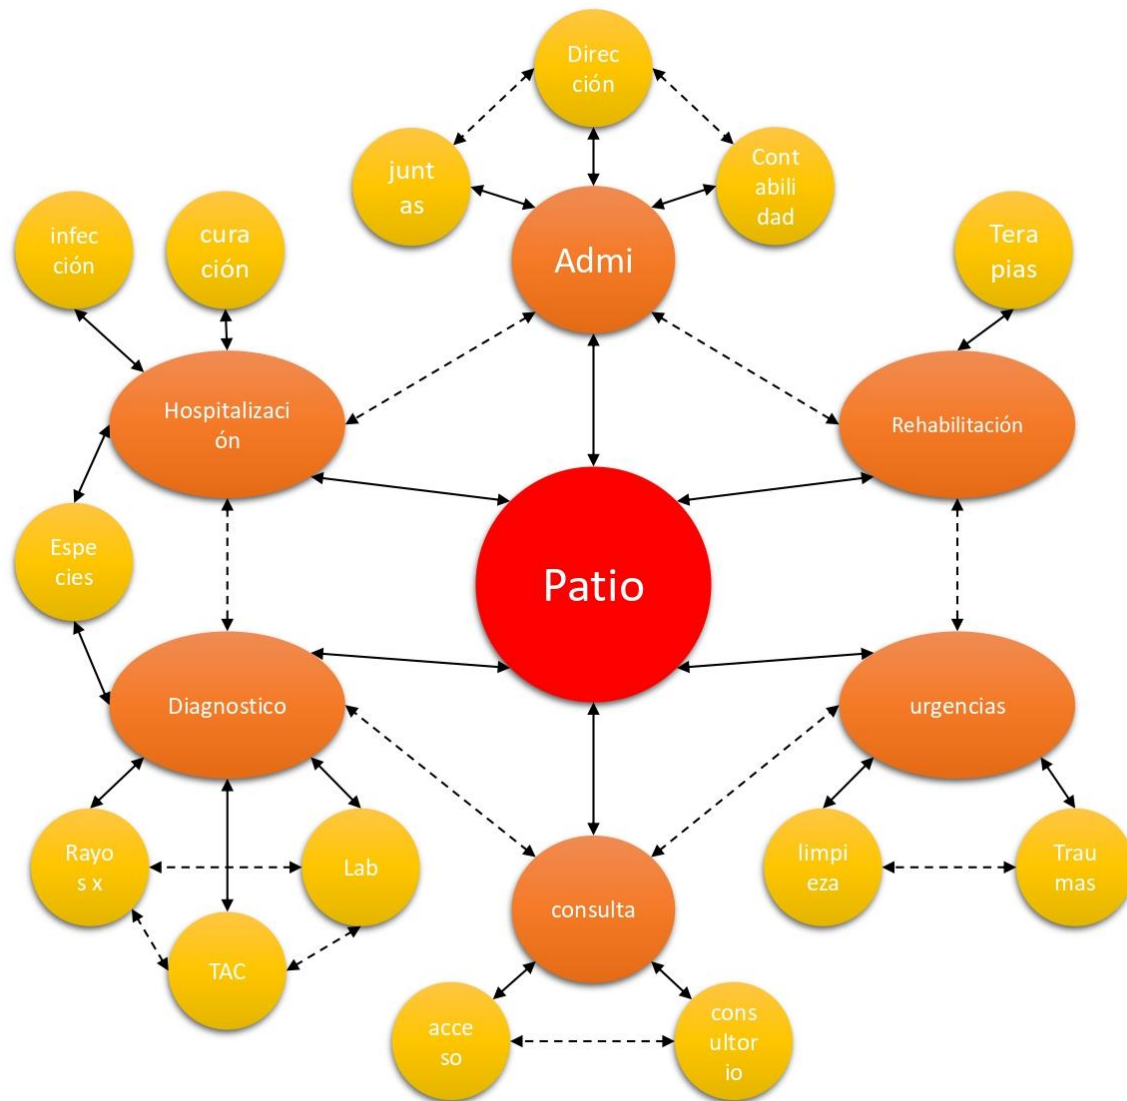 Direc
ción
junt
as
Cont
abili
dad
infec
ción
cura
ción
Tera
pias
Admi
Hospitalizaci
ón
Rehabilitación
Espe
cies
Patio
Diagnostico
urgencias
Rayo
s x
Lab
limpi
eza
Trau
mas
consulta
TAC
acce
so
cons
ultor
io